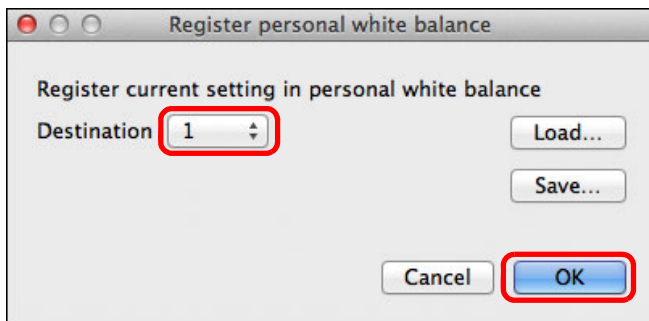 Register personal white balance
Register current setting in personal white balance
Destination 1 Load...
Save...
Cancel OK